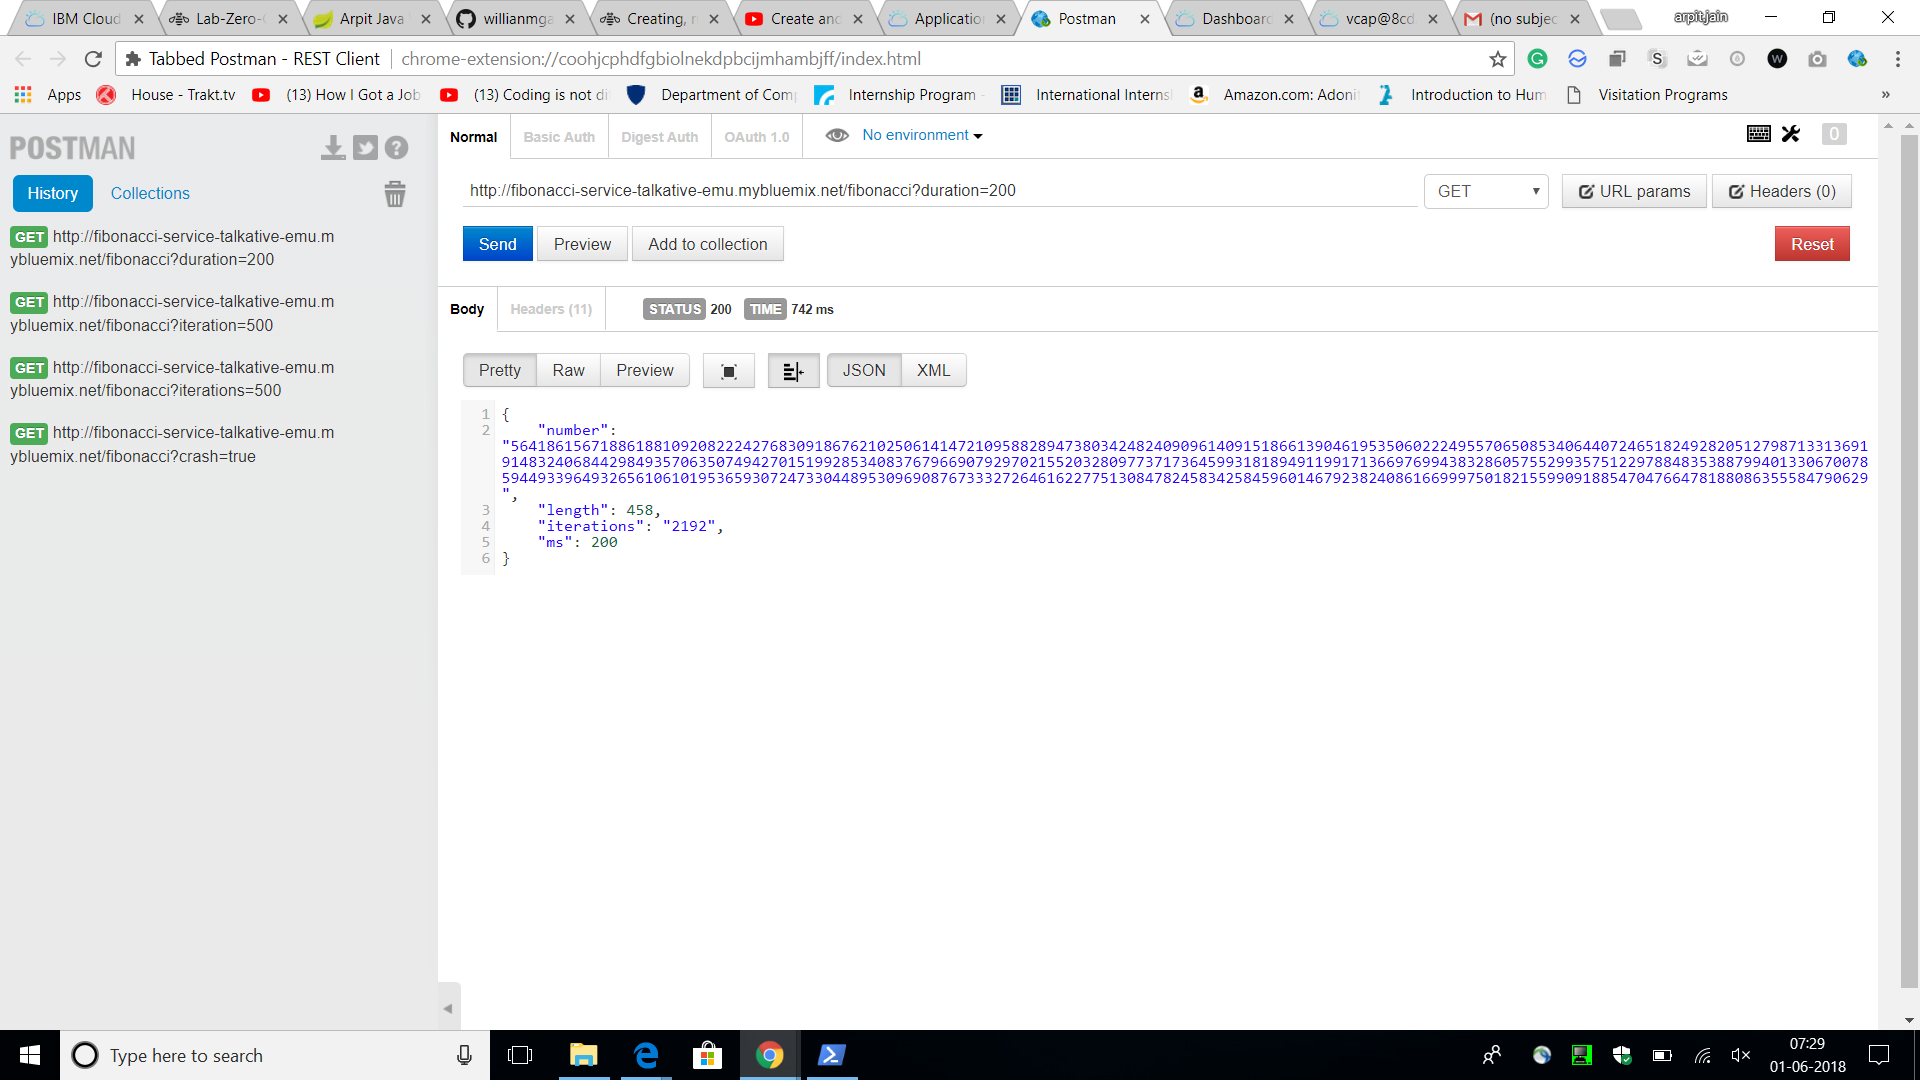 IBM Cloud
Lab-Zero-
Arpit Java
willianmga
Creating, r
Create and
Application
Postman
Dashboard
vcap@8cd
(no subjec
arpitjain
Tabbed Postman - REST Client
chrome-extension://coohjcphdfgbiolnekdpbcijmhambjff/index.html
Apps
House - Trakt.tv
(13) How I Got a Job
(13) Coding is not di
Department of Comp
Internship Program -
International Interns
Amazon.com: Adonit
Introduction to Hum
Visitation Programs
»
POSTMAN
History
Collections
GET http://fibonacci-service-talkative-emu.m
ybluemix.net/fibonacci?duration=200
GET http://fibonacci-service-talkative-emu.m
ybluemix.net/fibonacci?iteration=500
GET http://fibonacci-service-talkative-emu.m
ybluemix.net/fibonacci?iterations=500
GET http://fibonacci-service-talkative-emu.m
ybluemix.net/fibonacci?crash=true
Normal
Basic Auth
Digest Auth
OAuth 1.0
No environment
0
http://fibonacci-service-talkative-emu.mybluemix.net/fibonacci?duration=200
GET
URL params
Headers (0)
Send
Preview
Add to collection
Reset
Body
Headers (11)
STATUS 200 TIME 742 ms
Pretty
Raw
Preview
JSON
XML
1 {
2 "number":
",
3 "length": 458,
4 "iterations": "2192",
5 "ms": 200
6 }
Type here to search
07:29
01-06-2018